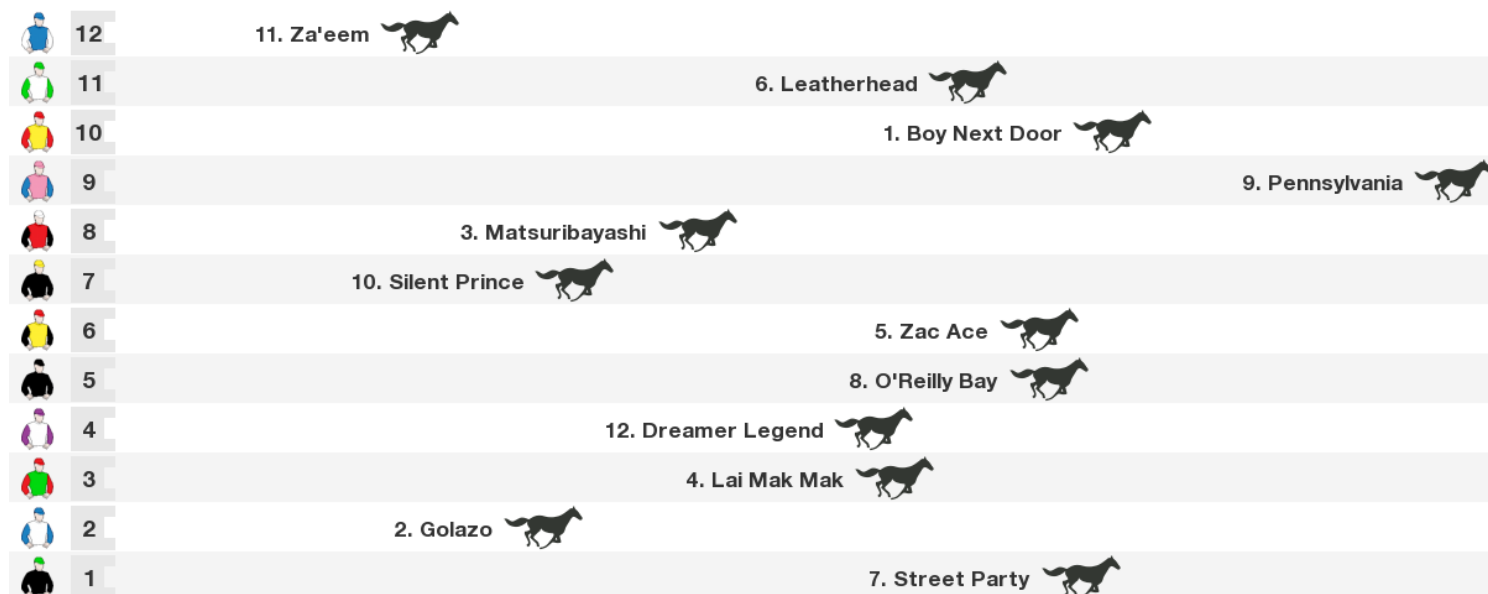 12 11. Za'eem
11 6. Leatherhead
10 1. Boy Next Door
9 9. Pennsylvania
8 3. Matsuribayashi
7 10. Silent Prince
6 5. Zac Ace
5 8. O'Reilly Bay
4 12. Dreamer Legend
3 4. Lai Mak Mak
2 2. Golazo
1 7. Street Party